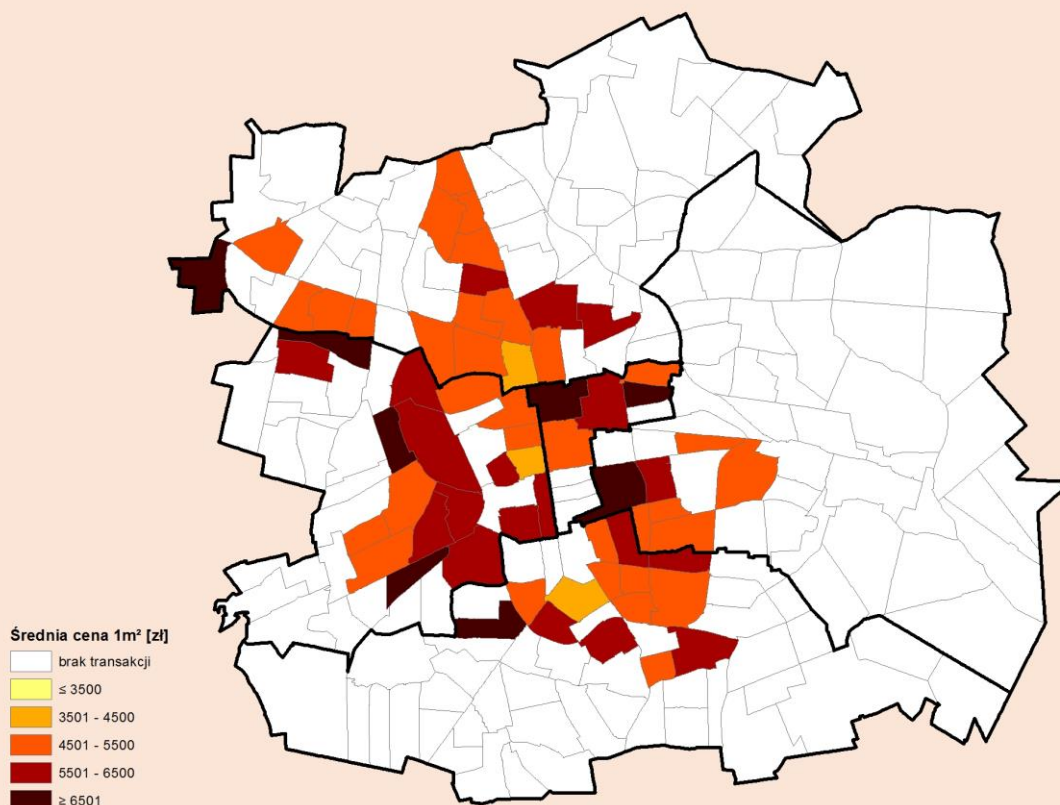 Średnia cena 1m² [zł]
brak transakcji
≤ 3500
3501 - 4500
4501 - 5500
5501 - 6500
≥ 6501